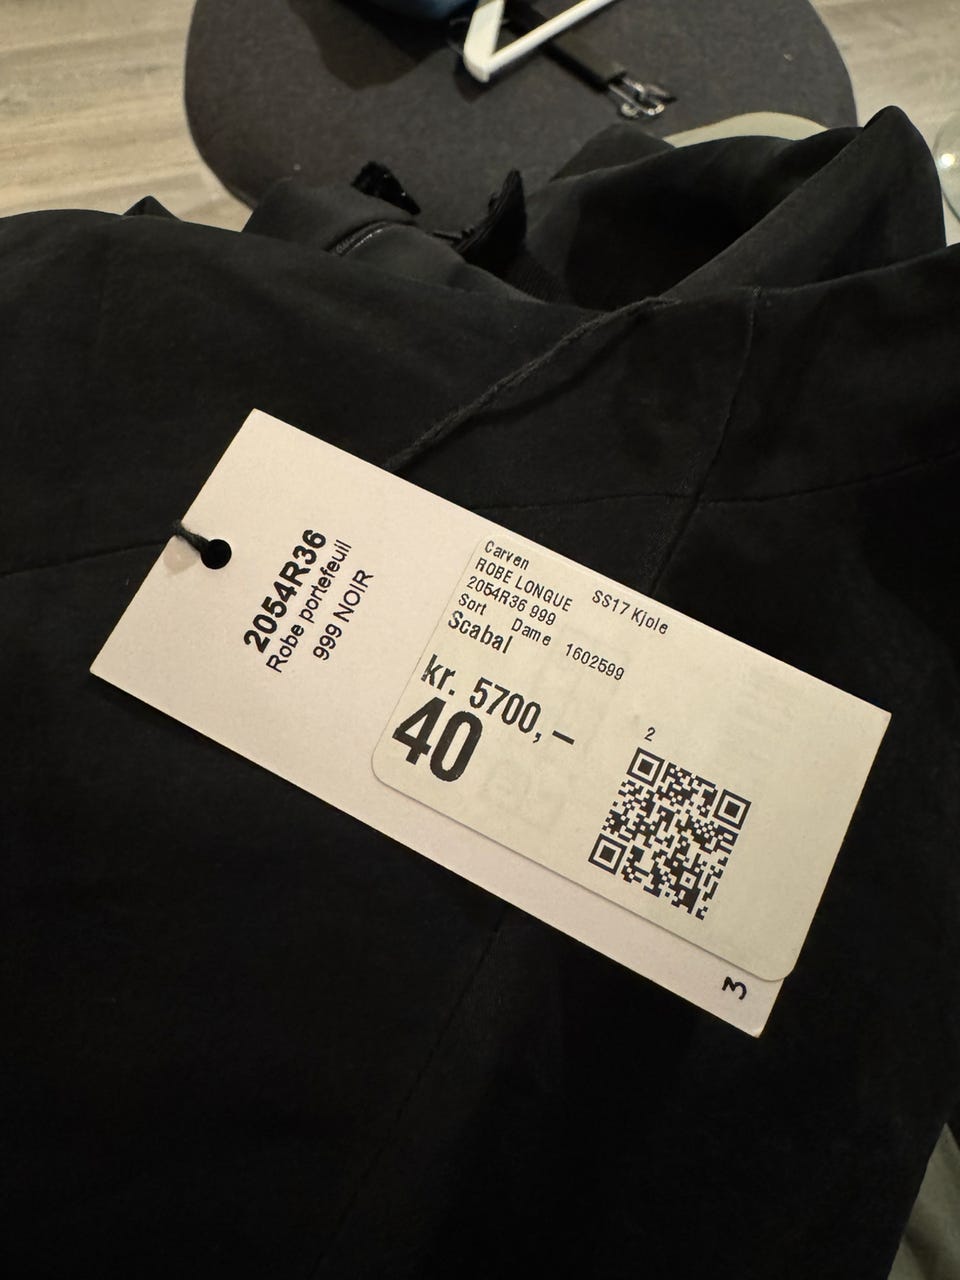 2054R36
Robe portefeuil
999 NOIR
Carven
ROBE LONGUE SS17 Kjole
2054R36 999
Sort Dame 1602599
Scabal
kr. 5700,-
40
2
3